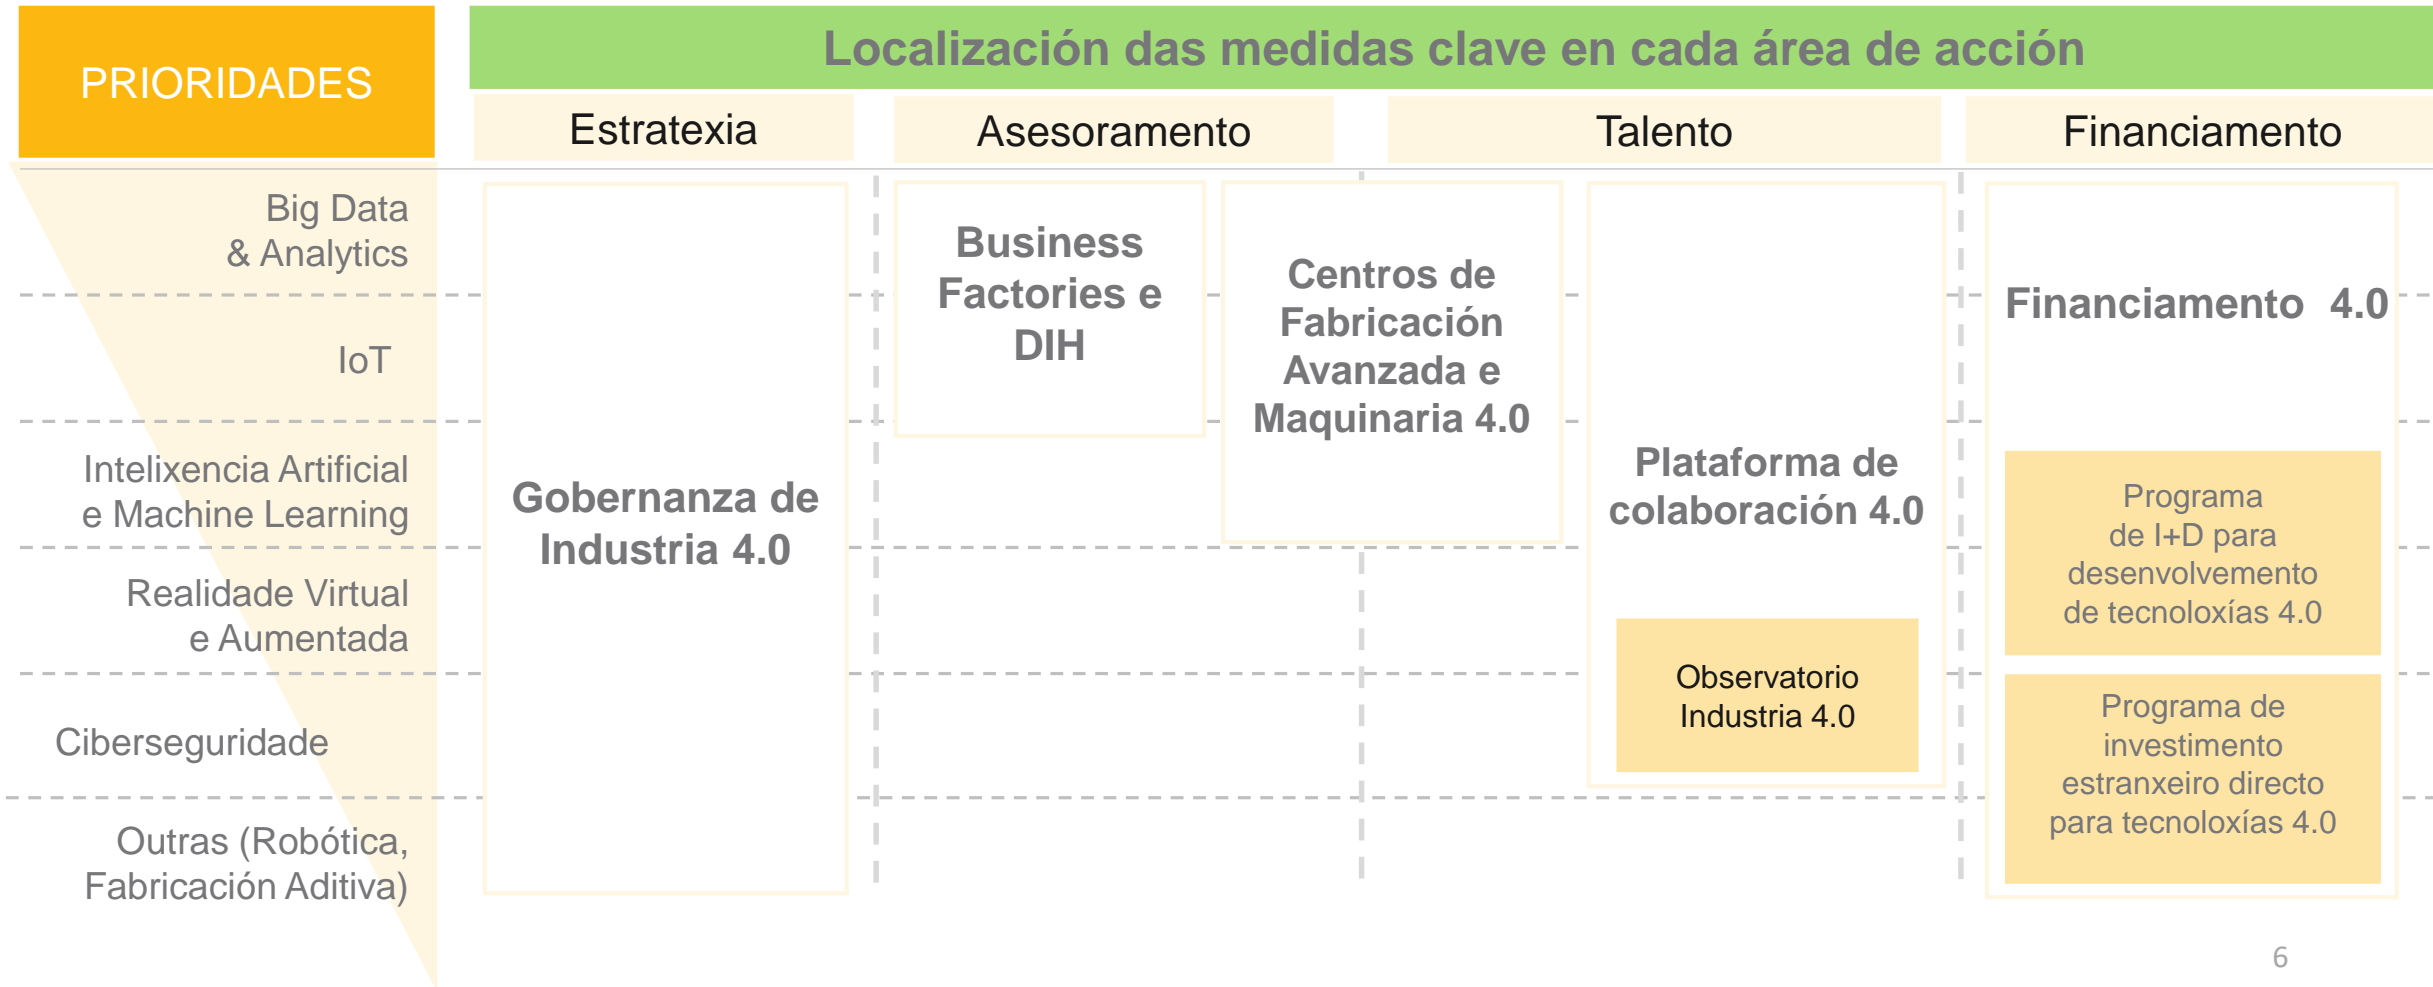 PRIORIDADES
Localización das medidas clave en cada área de acción
Estratexia
Asesoramento
Talento
Financiamento
Big Data
& Analytics
IoT
Intelixencia Artificial
e Machine Learning
Realidade Virtual
e Aumentada
Ciberseguridade
Outras (Robótica,
Fabricación Aditiva)
Gobernanza de
Industria 4.0
Business
Factories e
DIH
Centros de
Fabricación
Avanzada e
Maquinaria 4.0
Plataforma de
colaboración 4.0
Observatorio
Industria 4.0
Financiamento 4.0
Programa
de I+D para
desenvolvemento
de tecnoloxías 4.0
Programa de
investimento
estranxeiro directo
para tecnoloxías 4.0
6